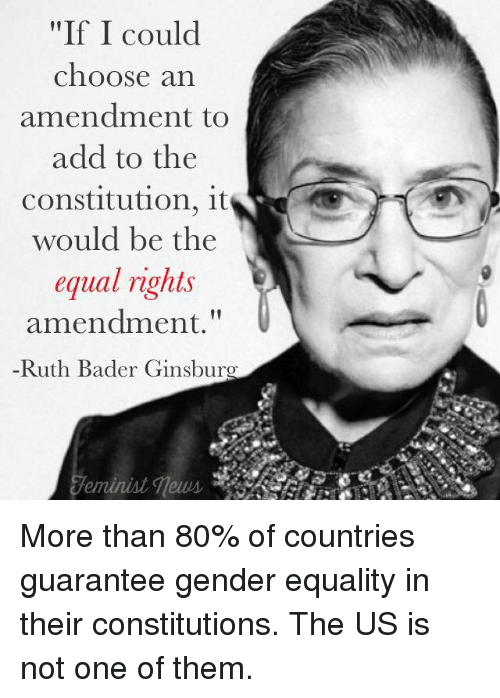 "If I could
choose an
amendment to
add to the
constitution, it
would be the
equal rights
amendment."
-Ruth Bader Ginsburg
Feminist News
More than 80% of countries
guarantee gender equality in
their constitutions. The US is
not one of them.